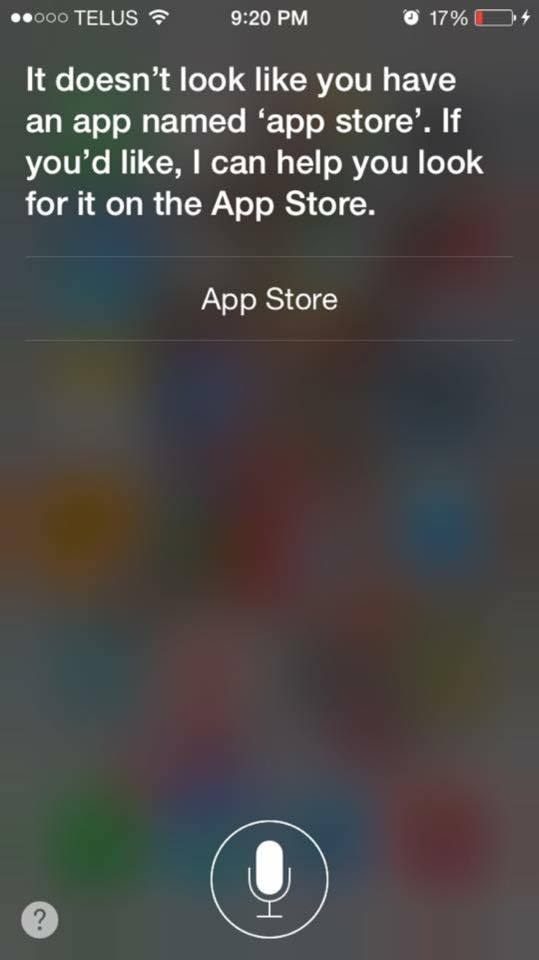 TELUS 9:20 PM 17%
It doesn't look like you have
an app named ‘app store’. If
you’d like, I can help you look
for it on the App Store.
App Store
?